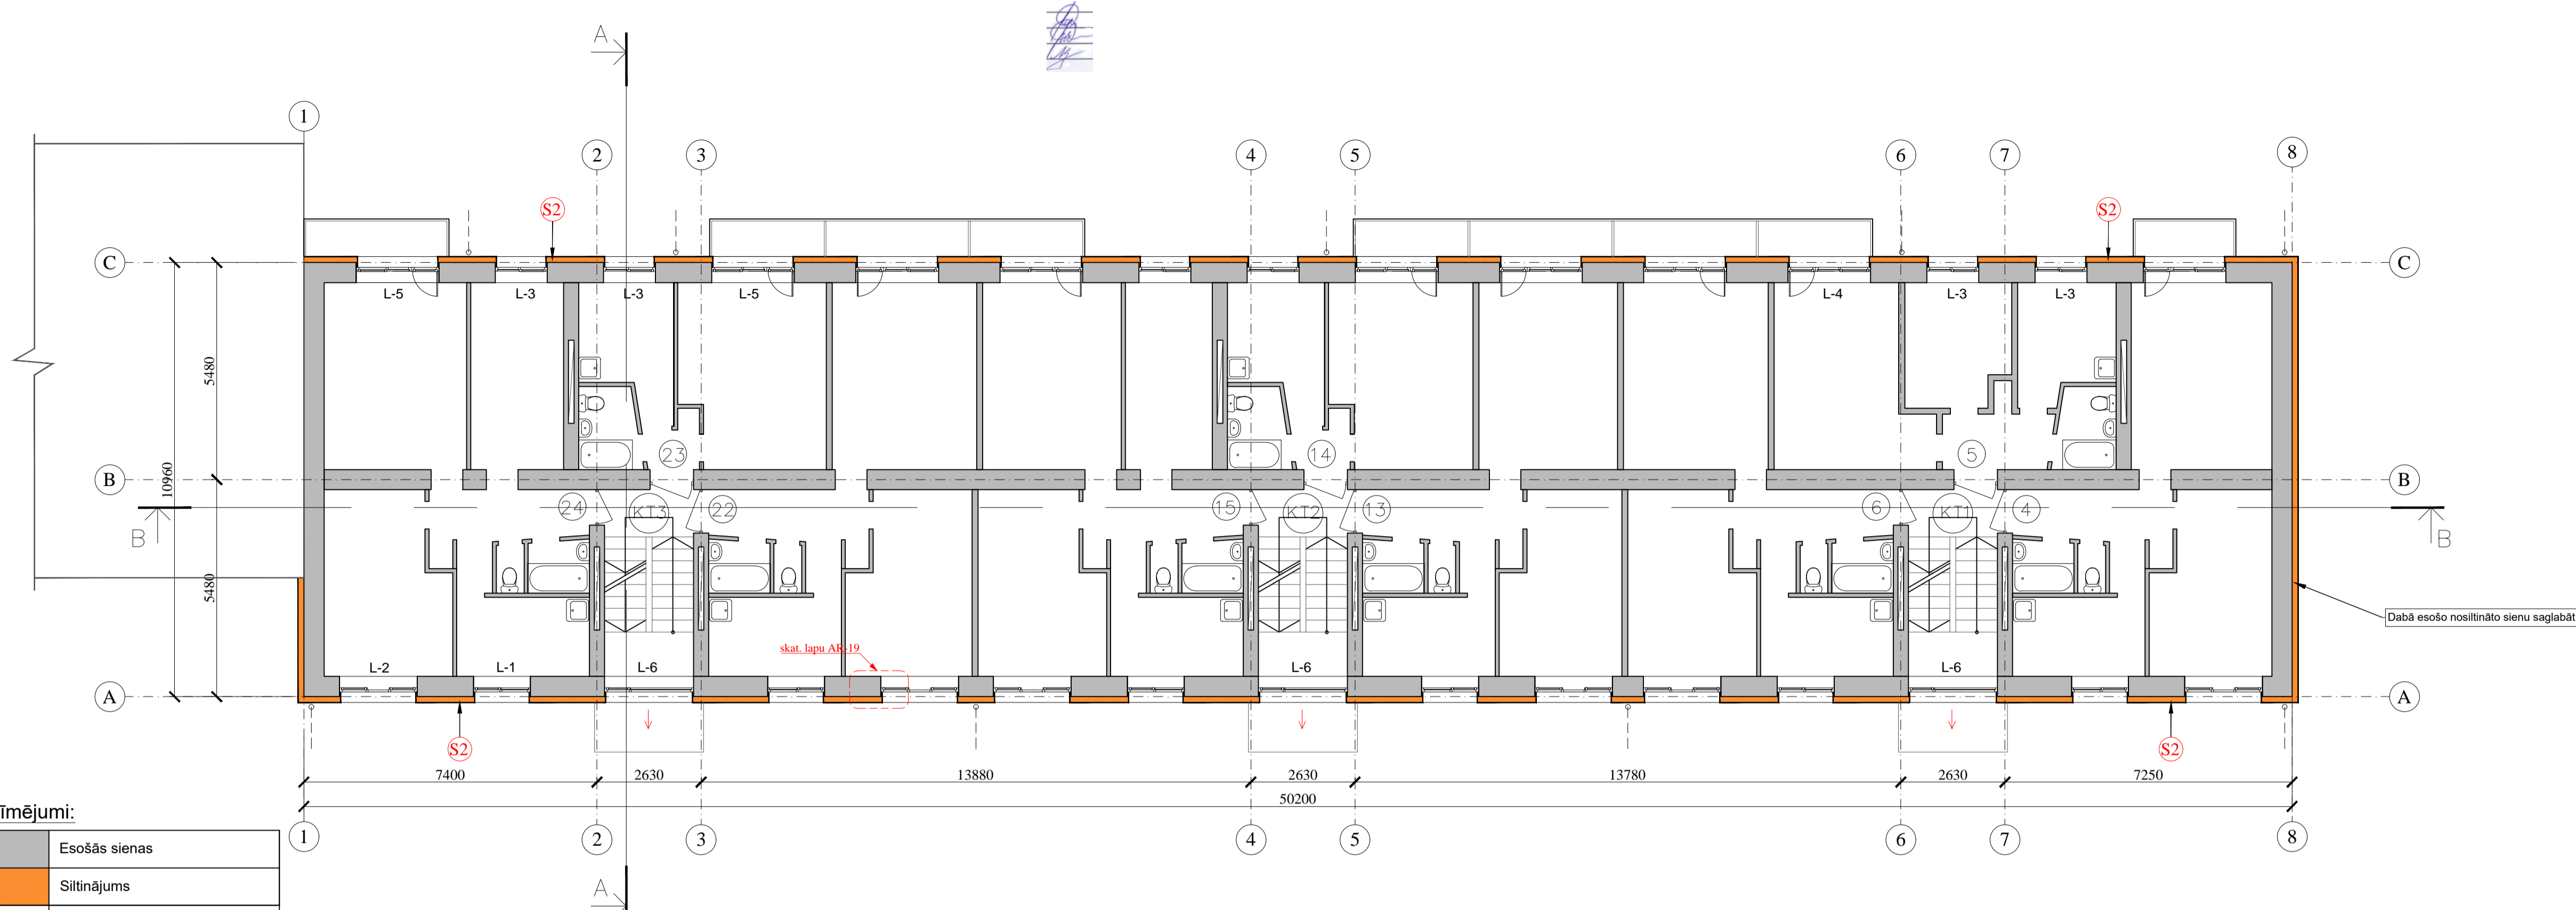 A
1
2
3
4
5
6
7
8
S2
S2
C
C
L-5
L-3
L-3
L-5
L-4
L-3
L-3
5480
10960
23
14
5
B
B
24
KT3
22
15
KT2
13
6
KT1
4
B
B
5480
skat. lapu AR-19
Dabā esošo nosiltināto sienu saglabāt
L-2
L-1
L-6
L-6
L-6
A
A
S2
S2
7400
2630
13880
2630
13780
2630
7250
50200
īmējumi:
1
2
3
4
5
6
7
8
Esošās sienas
Siltinājums
A